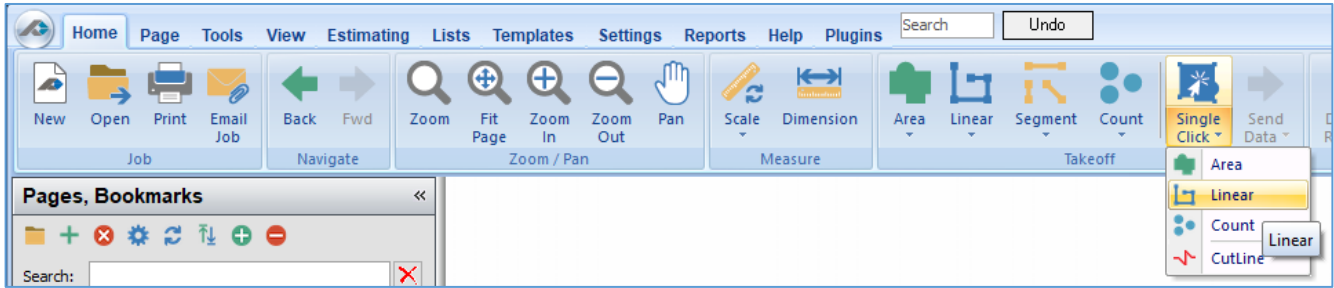 Home Page Tools View Estimating Lists Templates Settings Reports Help Plugins Search Undo
New Open Print Email Job Back Fwd Zoom Fit Page Zoom In Zoom Out Pan Scale Dimension Area Linear Segment Count Single Click Send Data
Job Navigate Zoom / Pan Measure Takeoff
Area
Pages, Bookmarks «
Linear
Count
Linear
CutLine
Search: